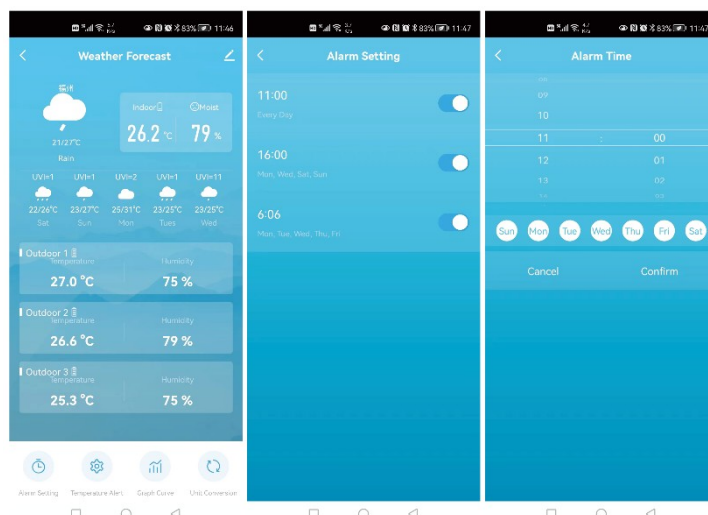 83% 11:46
Weather Forecast
Indoor
Moist
26.2 °C
79 %
21/27°C
Rain
UVI=1 UVI=1 UVI=2 UVI=1 UVI=11
22/26°C 23/27°C 25/31°C 23/25°C 23/25°C
Sat Sun Mon Tues Wed
Outdoor 1
Temperature Humidity
27.0 °C 75 %
Outdoor 2
Temperature Humidity
26.6 °C 79 %
Outdoor 3
Temperature Humidity
25.3 °C 75 %
Alarm Setting Temperature Alert Graph Curve Unit Conversion
83% 11:47
Alarm Setting
11:00
Every Day
16:00
Mon, Wed, Sat, Sun
6:06
Mon, Tue, Wed, Thu, Fri
83% 11:47
Alarm Time
09
10
11 : 00
12 01
13 02
Sun Mon Tue Wed Thu Fri Sat
Cancel Confirm